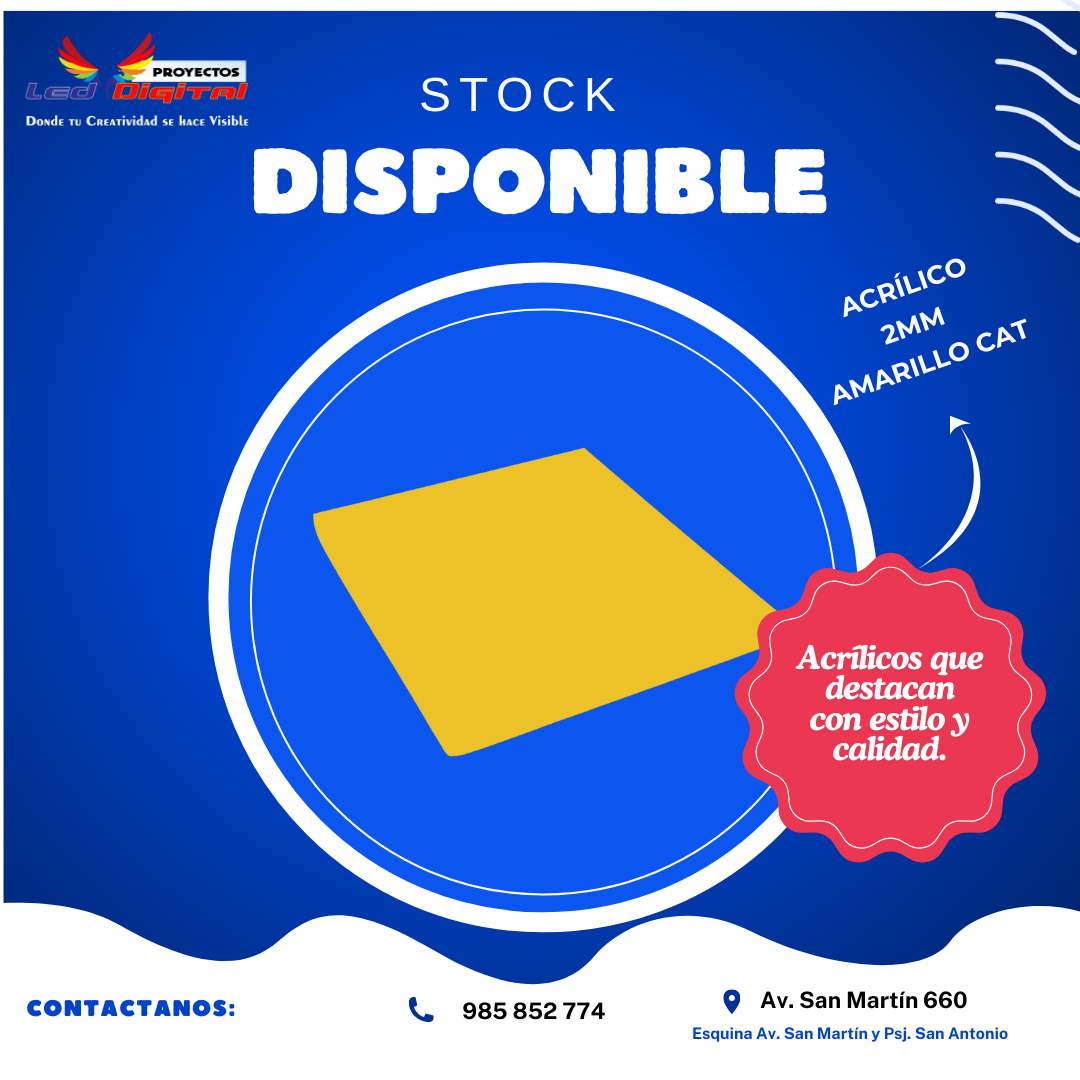 PROYECTOS
Led Digital
Donde tu Creatividad se hace Visible
STOCK
DISPONIBLE
ACRÍLICO
2MM
AMARILLO CAT
Acrílicos que
destacan
con estilo y
calidad.
CONTACTANOS:
985 852 774
Av. San Martín 660
Esquina Av. San Martín y Psj. San Antonio